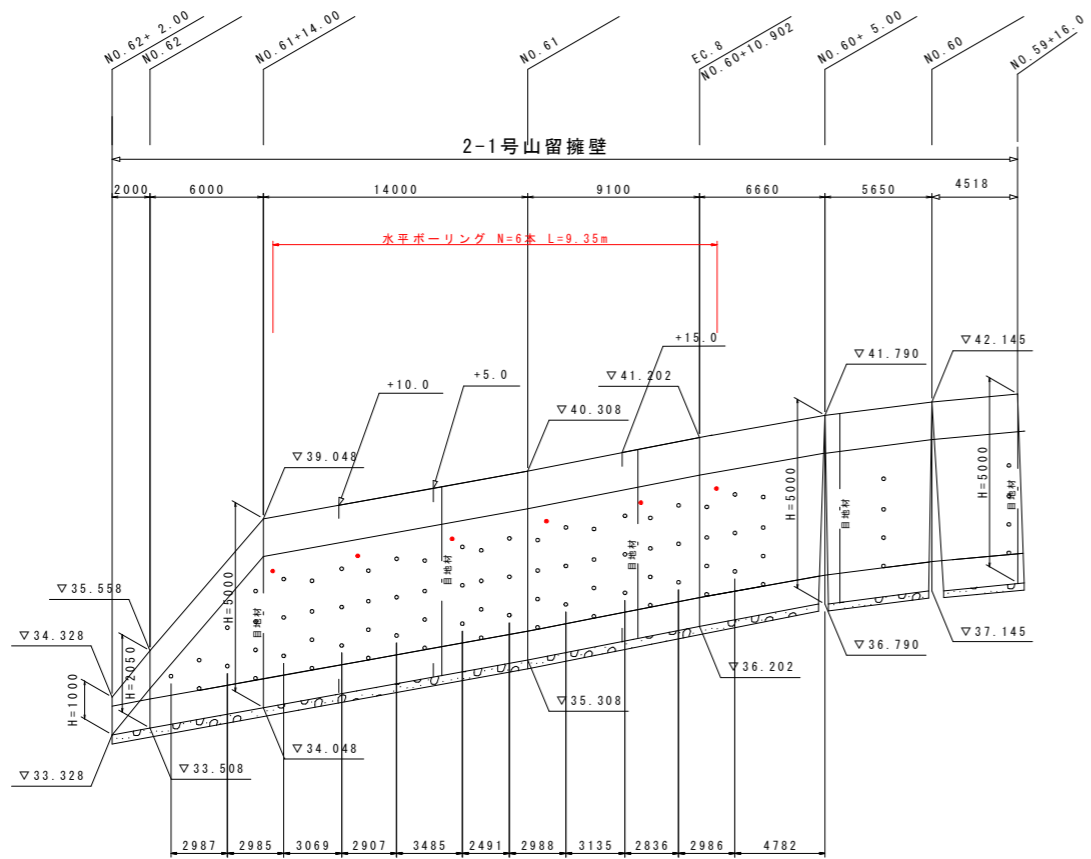 NO.62+ 2.00
NO.62
NO.61+14.00
NO.61
EC.8
NO.60+10.902
NO.60+ 5.00
NO.60
NO.59+16.0
2-1号山留擁壁
2000
6000
14000
9100
6660
5650
4518
水平ボーリング N=6本 L=9.35m
+15.0
▽41.790
▽42.145
+10.0
+5.0
▽41.202
▽40.308
▽39.048
H=5000
H=5000
目地材
目地材
目地材
目地材
H=5000
目地材
▽35.558
▽34.328
H=2050
H=1000
▽37.145
▽36.790
▽36.202
▽35.308
▽34.048
▽33.508
▽33.328
2987
2985
3069
2907
3485
2491
2988
3135
2836
2986
4782